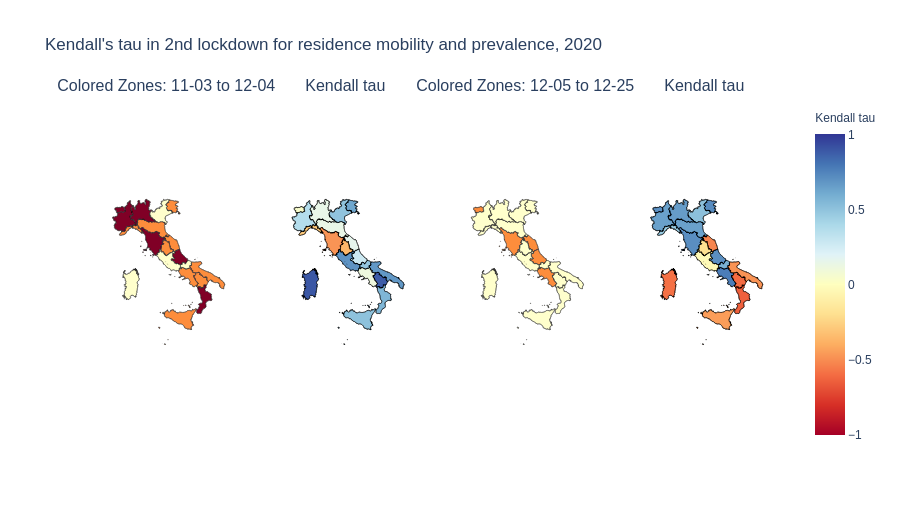 Kendall's tau in 2nd lockdown for residence mobility and prevalence, 2020
Colored Zones: 11-03 to 12-04
Kendall tau
Colored Zones: 12-05 to 12-25
Kendall tau
Kendall tau
1
0.5
0
−0.5
−1